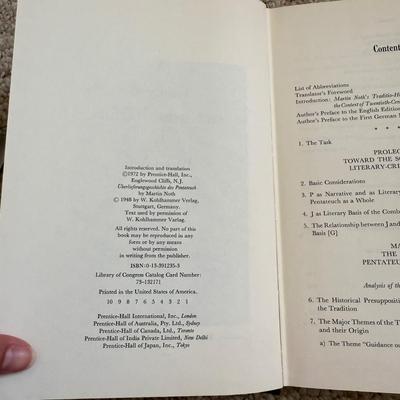 Introduction and translation
©1972 by Prentice-Hall, Inc.,
Englewood Cliffs, N.J.
Überlieferungsgeschichte des Pentateuch
by Martin Noth
© 1948 by W. Kohlhammer Verlag,
Stuttgart, Germany.
Text used by permission of
W. Kohlhammer Verlag.
All rights reserved. No part of this
book may be reproduced in any
form or by any means
without permission
in writing from the publisher.
ISBN:0-13-391235-3
Library of Congress Catalog Card Number:
73-132171
Printed in the United States of America.
10 9 8 7 6 5 4 3 2 1
Prentice-Hall International, Inc., London
Prentice-Hall of Australia, Pty. Ltd., Sydney
Prentice-Hall of Canada, Ltd., Toronto
Prentice-Hall of India Private Limited, New Delhi
Prentice-Hall of Japan, Inc., Tokyo
Content
List of Abbreviations
Translator's Foreword
Introduction: Martin Noth's Traditio-Hi
the Context of Twentieth-Cen
Author's Preface to the English Edition
Author's Preface to the First German
* * *
1. The Task
PROLEG
TOWARD THE SO
LITERARY-CRI
2. Basic Considerations
3. P as Narrative and as Literary
Pentateuch as a Whole
4. J as Literary Basis of the Comb
5. The Relationship between J and
Basis [G]
MA
THE
PENTATEU
Analysis of the
6. The Historical Presuppositio
the Tradition
7. The Major Themes of the T
and their Origin
a) The Theme "Guidance ou